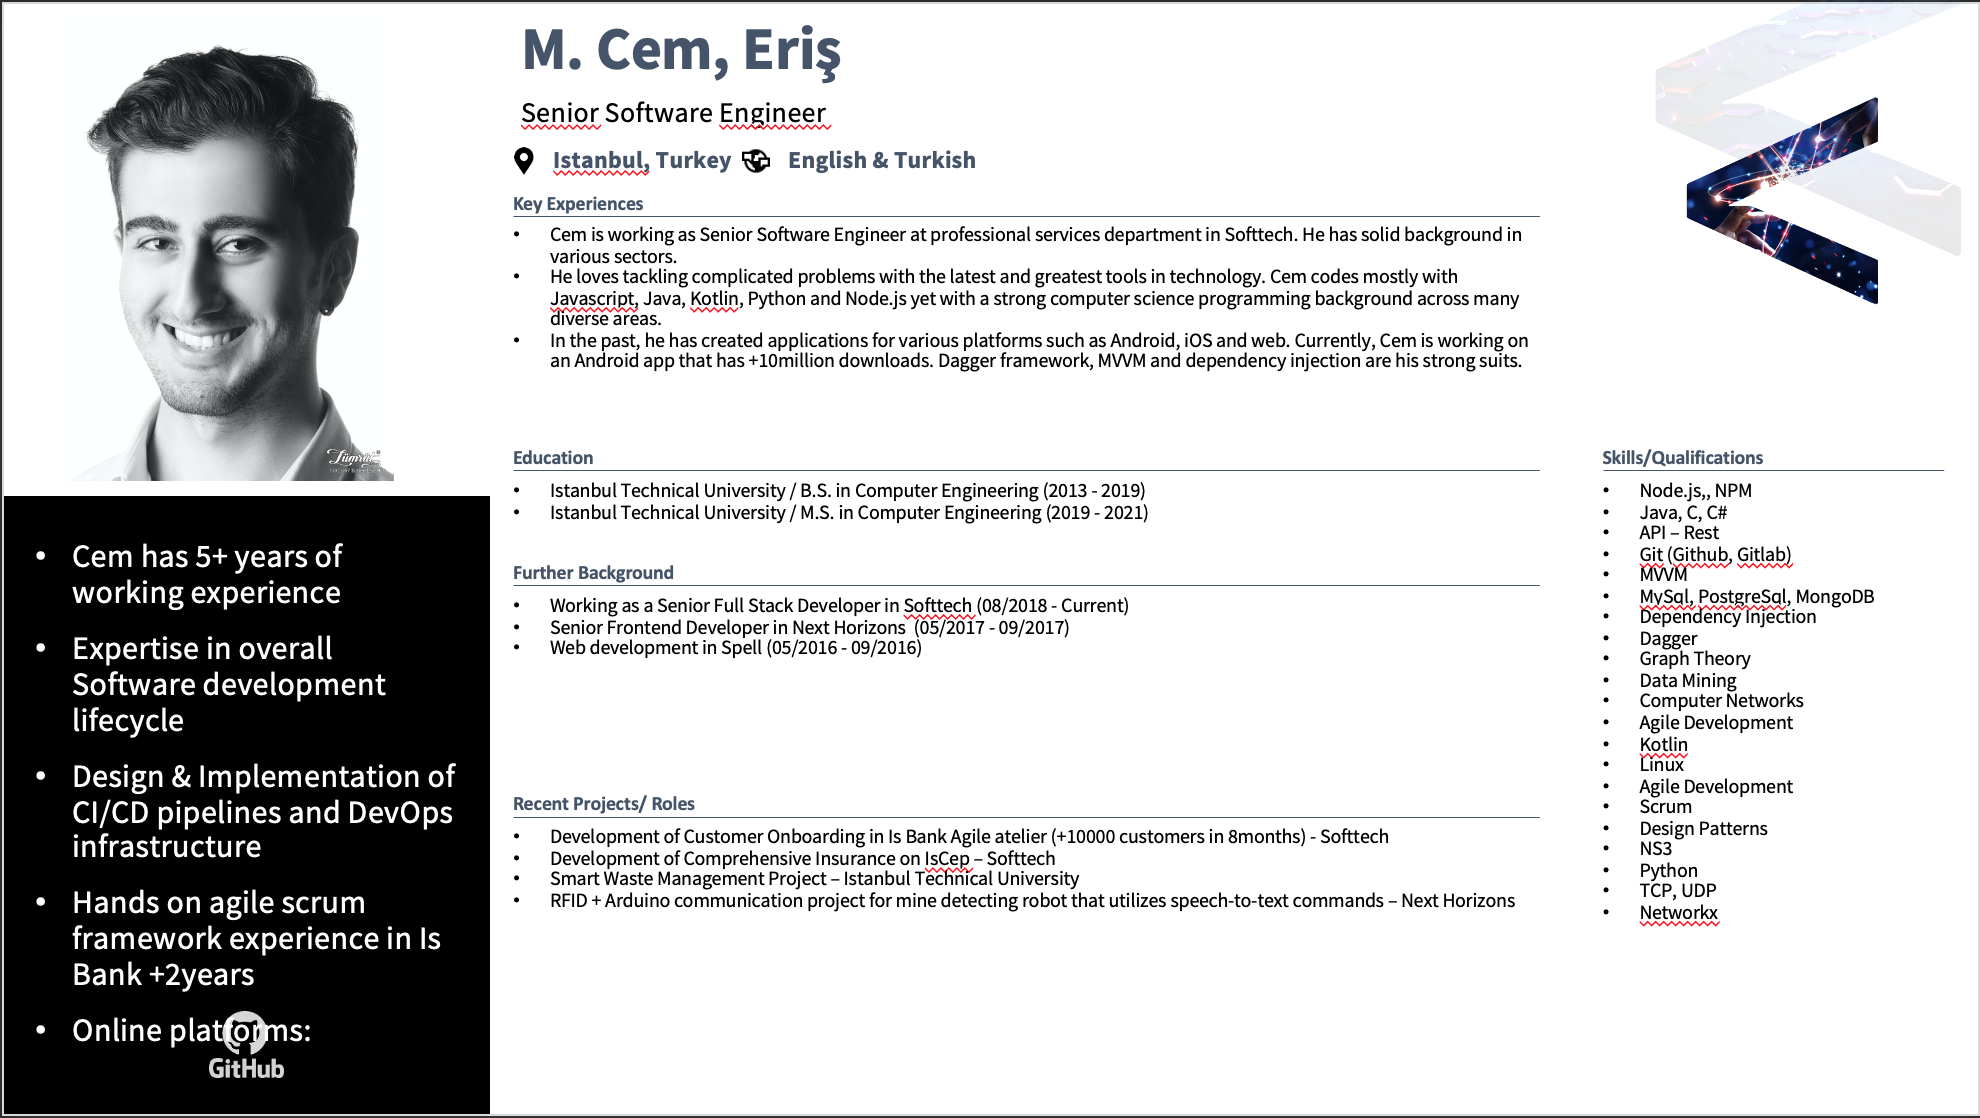 M. Cem, Eriş
Senior Software Engineer
Istanbul, Turkey English & Turkish
Key Experiences
• Cem is working as Senior Software Engineer at professional services department in Softtech. He has solid background in
various sectors.
• He loves tackling complicated problems with the latest and greatest tools in technology. Cem codes mostly with
Javascript, Java, Kotlin, Python and Node.js yet with a strong computer science programming background across many
diverse areas.
• In the past, he has created applications for various platforms such as Android, iOS and web. Currently, Cem is working on
an Android app that has +10million downloads. Dagger framework, MVVM and dependency injection are his strong suits.
Education
• Istanbul Technical University / B.S. in Computer Engineering (2013 - 2019)
• Istanbul Technical University / M.S. in Computer Engineering (2019 - 2021)
Further Background
• Working as a Senior Full Stack Developer in Softtech (08/2018 - Current)
• Senior Frontend Developer in Next Horizons (05/2017 - 09/2017)
• Web development in Spell (05/2016 - 09/2016)
Recent Projects/ Roles
• Development of Customer Onboarding in Is Bank Agile atelier (+10000 customers in 8months) - Softtech
• Development of Comprehensive Insurance on IsCep – Softtech
• Smart Waste Management Project – Istanbul Technical University
• RFID + Arduino communication project for mine detecting robot that utilizes speech-to-text commands – Next Horizons
Skills/Qualifications
• Node.js,, NPM
• Java, C, C#
• API – Rest
• Git (Github, Gitlab)
• MVVM
• MySql, PostgreSql, MongoDB
• Dependency Injection
• Dagger
• Graph Theory
• Data Mining
• Computer Networks
• Agile Development
• Kotlin
• Linux
• Agile Development
• Scrum
• Design Patterns
• NS3
• Python
• TCP, UDP
• Networkx
• Cem has 5+ years of
working experience
• Expertise in overall
Software development
lifecycle
• Design & Implementation of
CI/CD pipelines and DevOps
infrastructure
• Hands on agile scrum
framework experience in Is
Bank +2years
• Online platforms:
GitHub